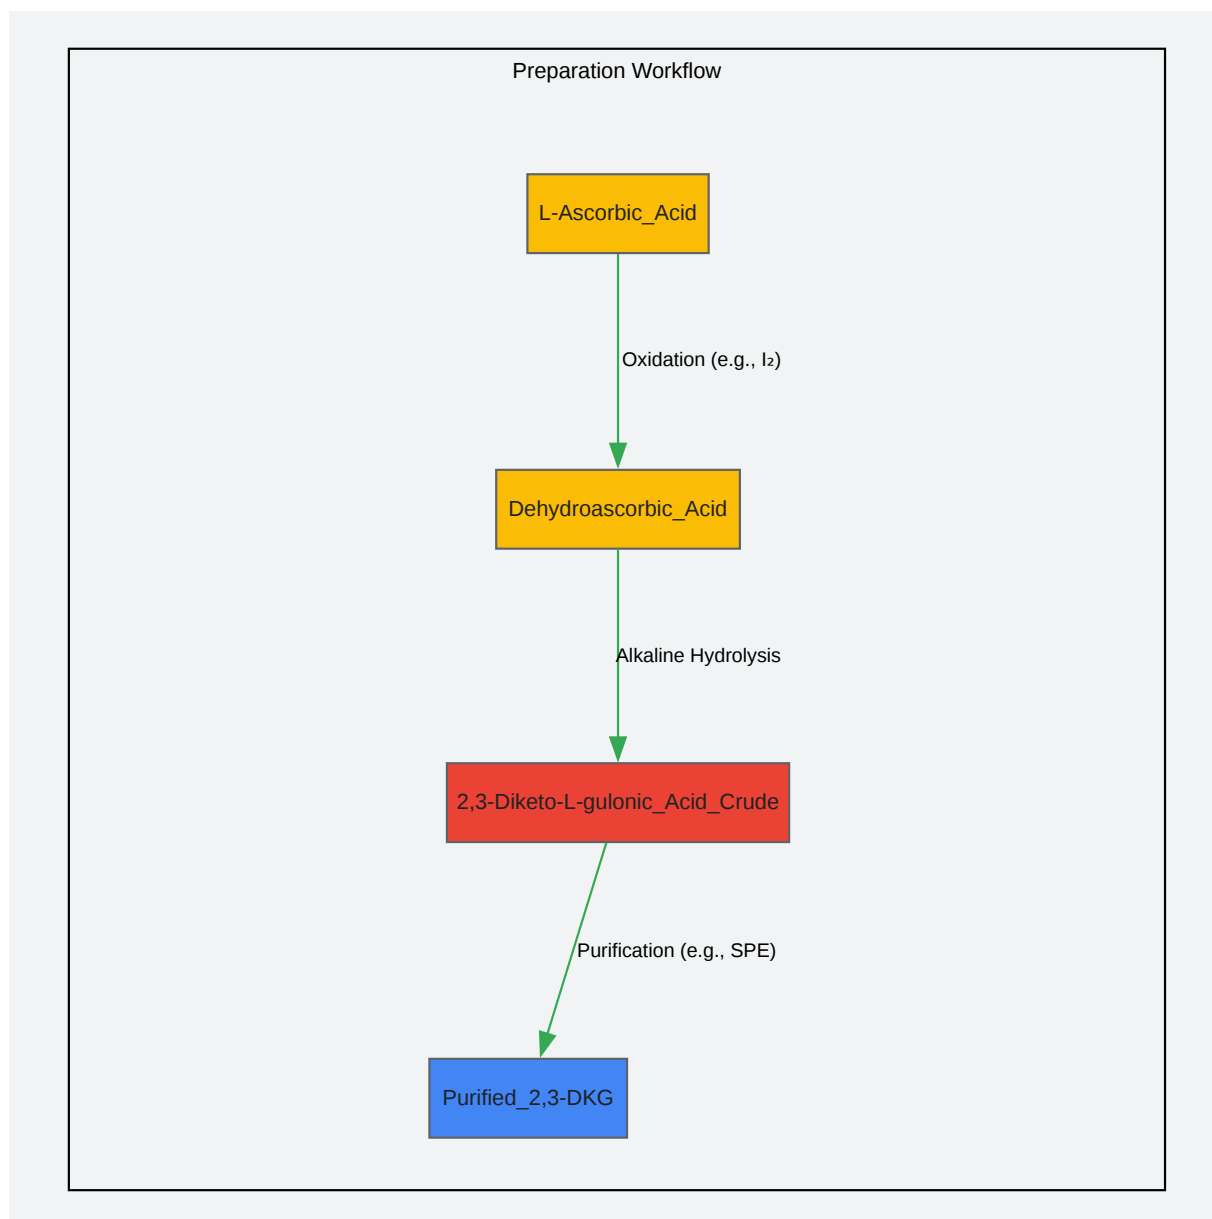 Preparation Workflow
L-Ascorbic_Acid
Oxidation (e.g., I₂)
Dehydroascorbic_Acid
Alkaline Hydrolysis
2,3-Diketo-L-gulonic_Acid_Crude
Purification (e.g., SPE)
Purified_2,3-DKG